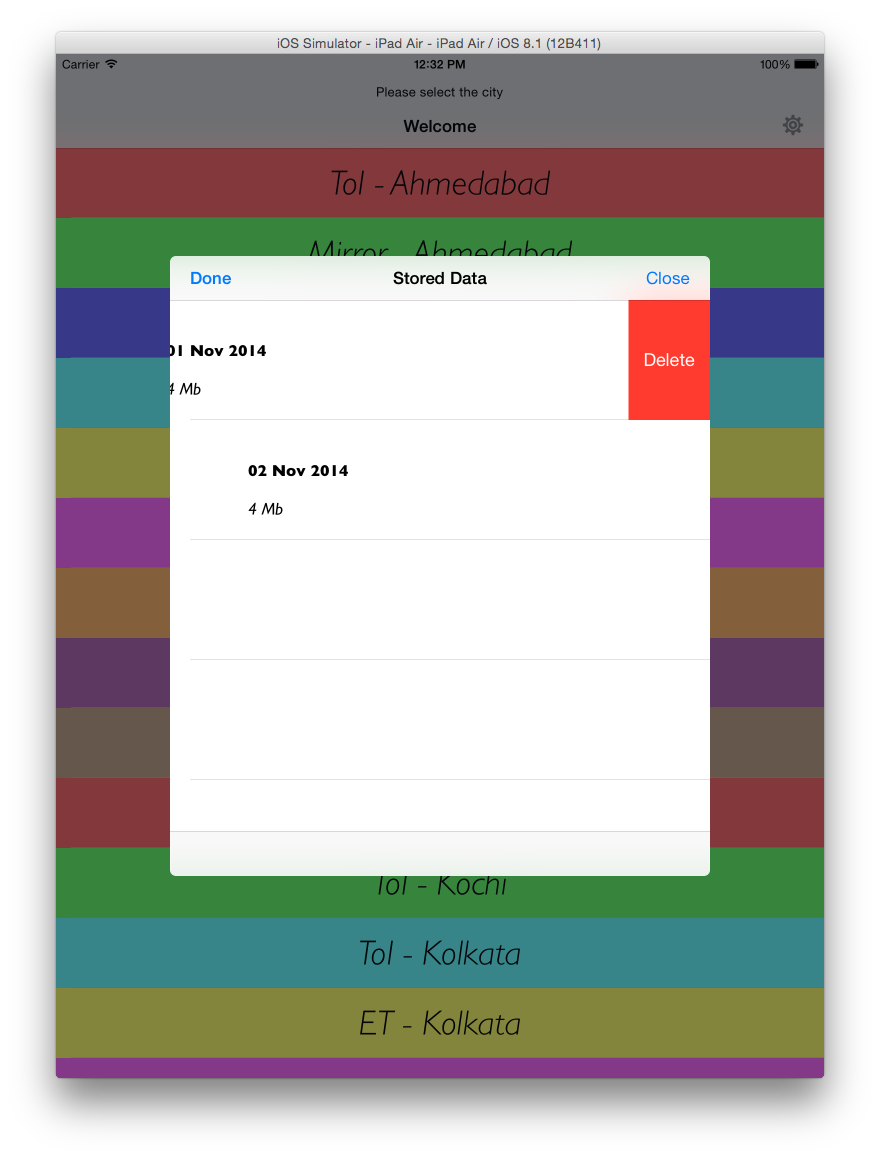 iOS Simulator - iPad Air - iPad Air / iOS 8.1 (12B411)
Carrier 12:32 PM 100%
Please select the city
Welcome
ToI - Ahmedabad
Mirror - Ahmedabad
Done Stored Data Close
01 Nov 2014
Delete
4 Mb
02 Nov 2014
4 Mb
ToI - Kochi
ToI - Kolkata
ET - Kolkata